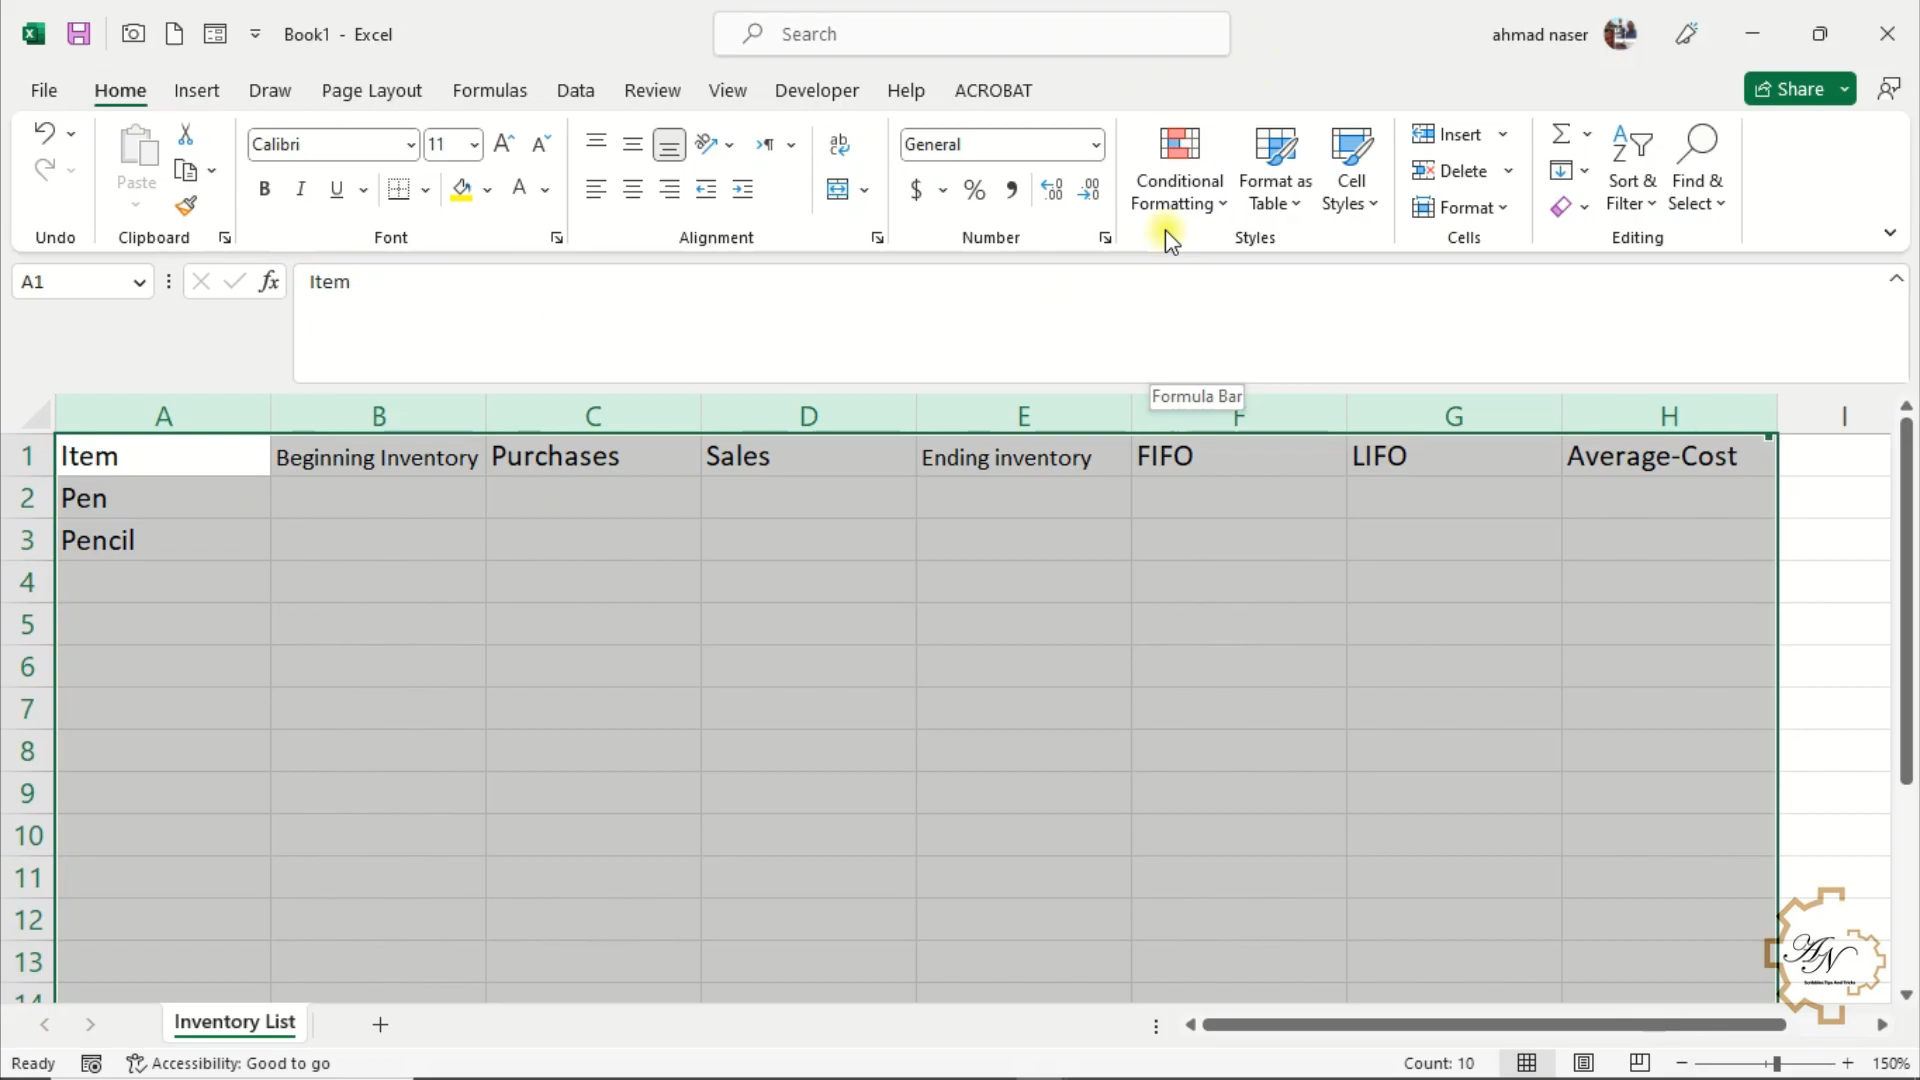 Book1 - Excel
Search
ahmad naser
File Home Insert Draw Page Layout Formulas Data Review View Developer Help ACROBAT
Share
Paste
Undo
Clipboard
Calibri 11
B I U A
Font
ab
Alignment
General
$ %
Number
Conditional Formatting
Format as Table
Cell Styles
Styles
Insert
Delete
Format
Cells
Sort & Filter
Find & Select
Editing
A1
fx
Item
Formula Bar
A B C D E F G H I
1 Item Beginning Inventory Purchases Sales Ending inventory FIFO LIFO Average-Cost
2 Pen
3 Pencil
4
5
6
7
8
9
10
11
12
13
14
AN
Inventory List
Ready
Accessibility: Good to go
Count: 10
150%